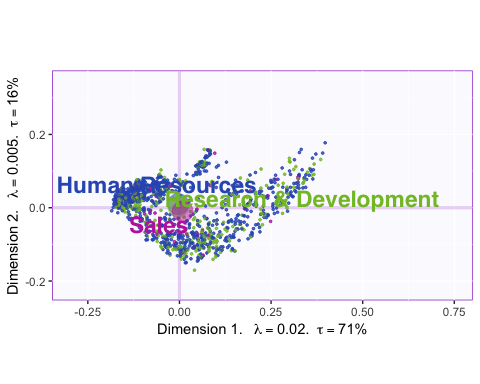 Dimension 2. λ = 0.005. τ = 16%
0.2
0.0
-0.2
Human Resources
Research & Development
Sales
-0.25
0.00
0.25
0.50
0.75
Dimension 1. λ = 0.02. τ = 71%